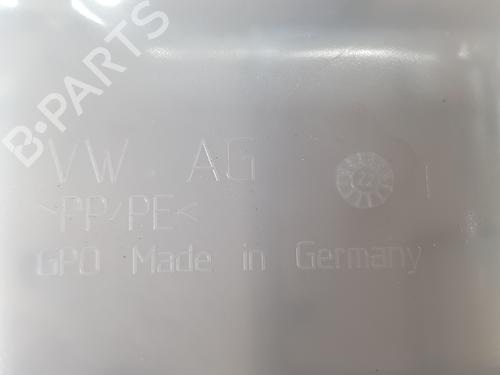 B-PARTS
VW AG
>PP/PE<
GPO Made in Germany